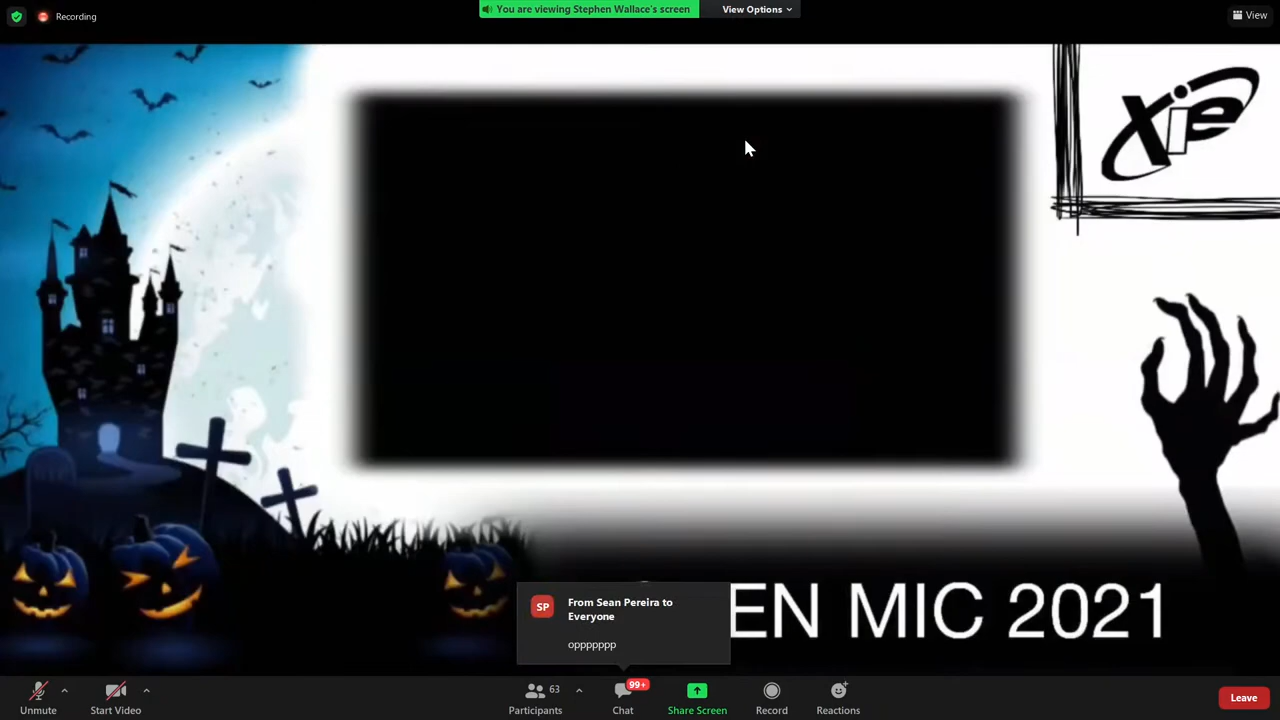 Recording
You are viewing Stephen Wallace's screen
View Options
View
Xie
From Sean Pereira to
Everyone
SP
opppppp
EN MIC 2021
63
99+
Unmute
Start Video
Participants
Chat
Share Screen
Record
Reactions
Leave